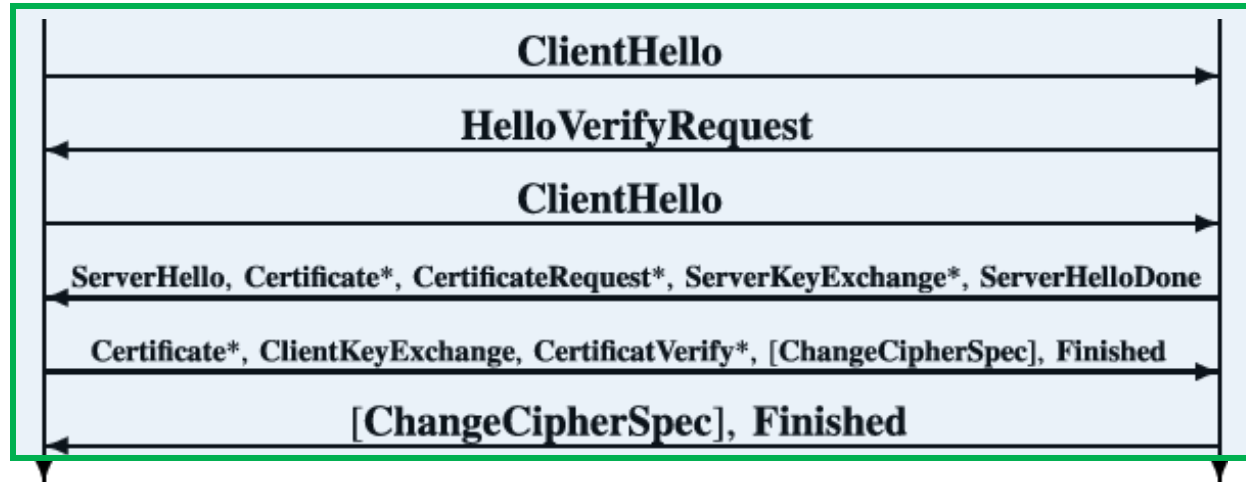 ClientHello
HelloVerifyRequest
ClientHello
ServerHello, Certificate*, CertificateRequest*, ServerKeyExchange*, ServerHelloDone
Certificate*, ClientKeyExchange, CertificatVerify*, [ChangeCipherSpec], Finished
[ChangeCipherSpec], Finished